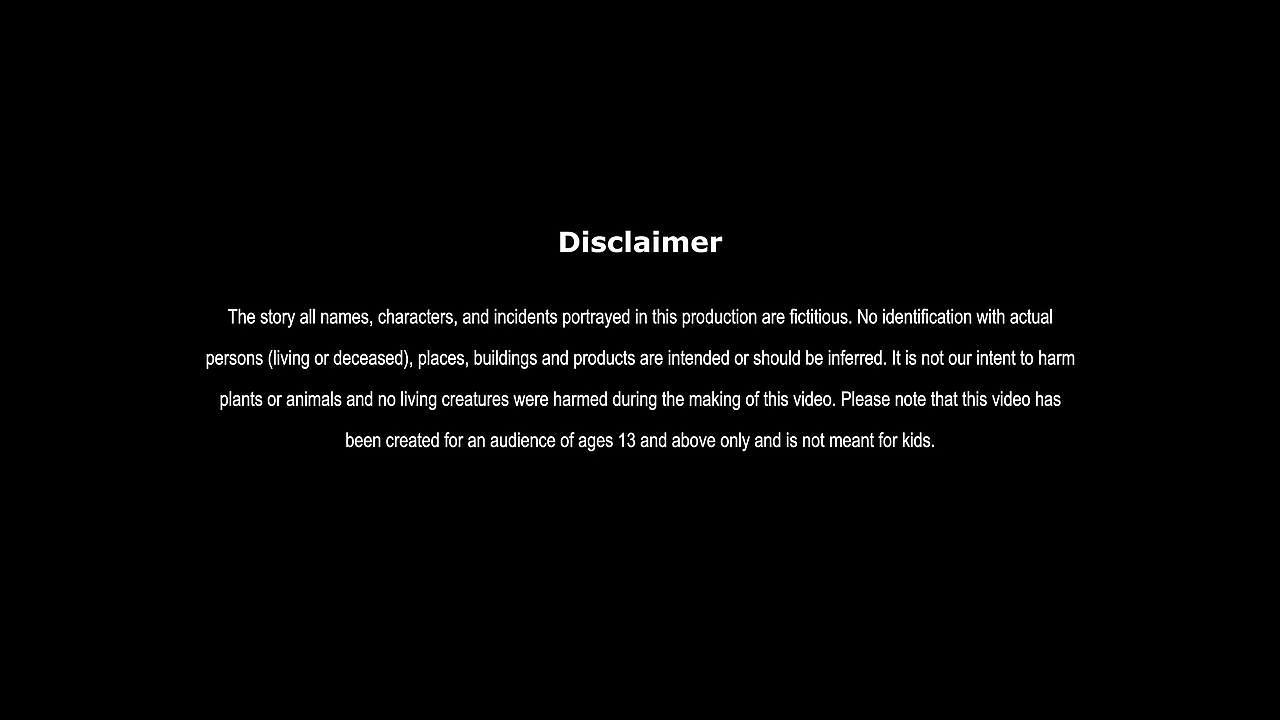 Disclaimer
The story all names, characters, and incidents portrayed in this production are fictitious. No identification with actual
persons (living or deceased), places, buildings and products are intended or should be inferred. It is not our intent to harm
plants or animals and no living creatures were harmed during the making of this video. Please note that this video has
been created for an audience of ages 13 and above only and is not meant for kids.